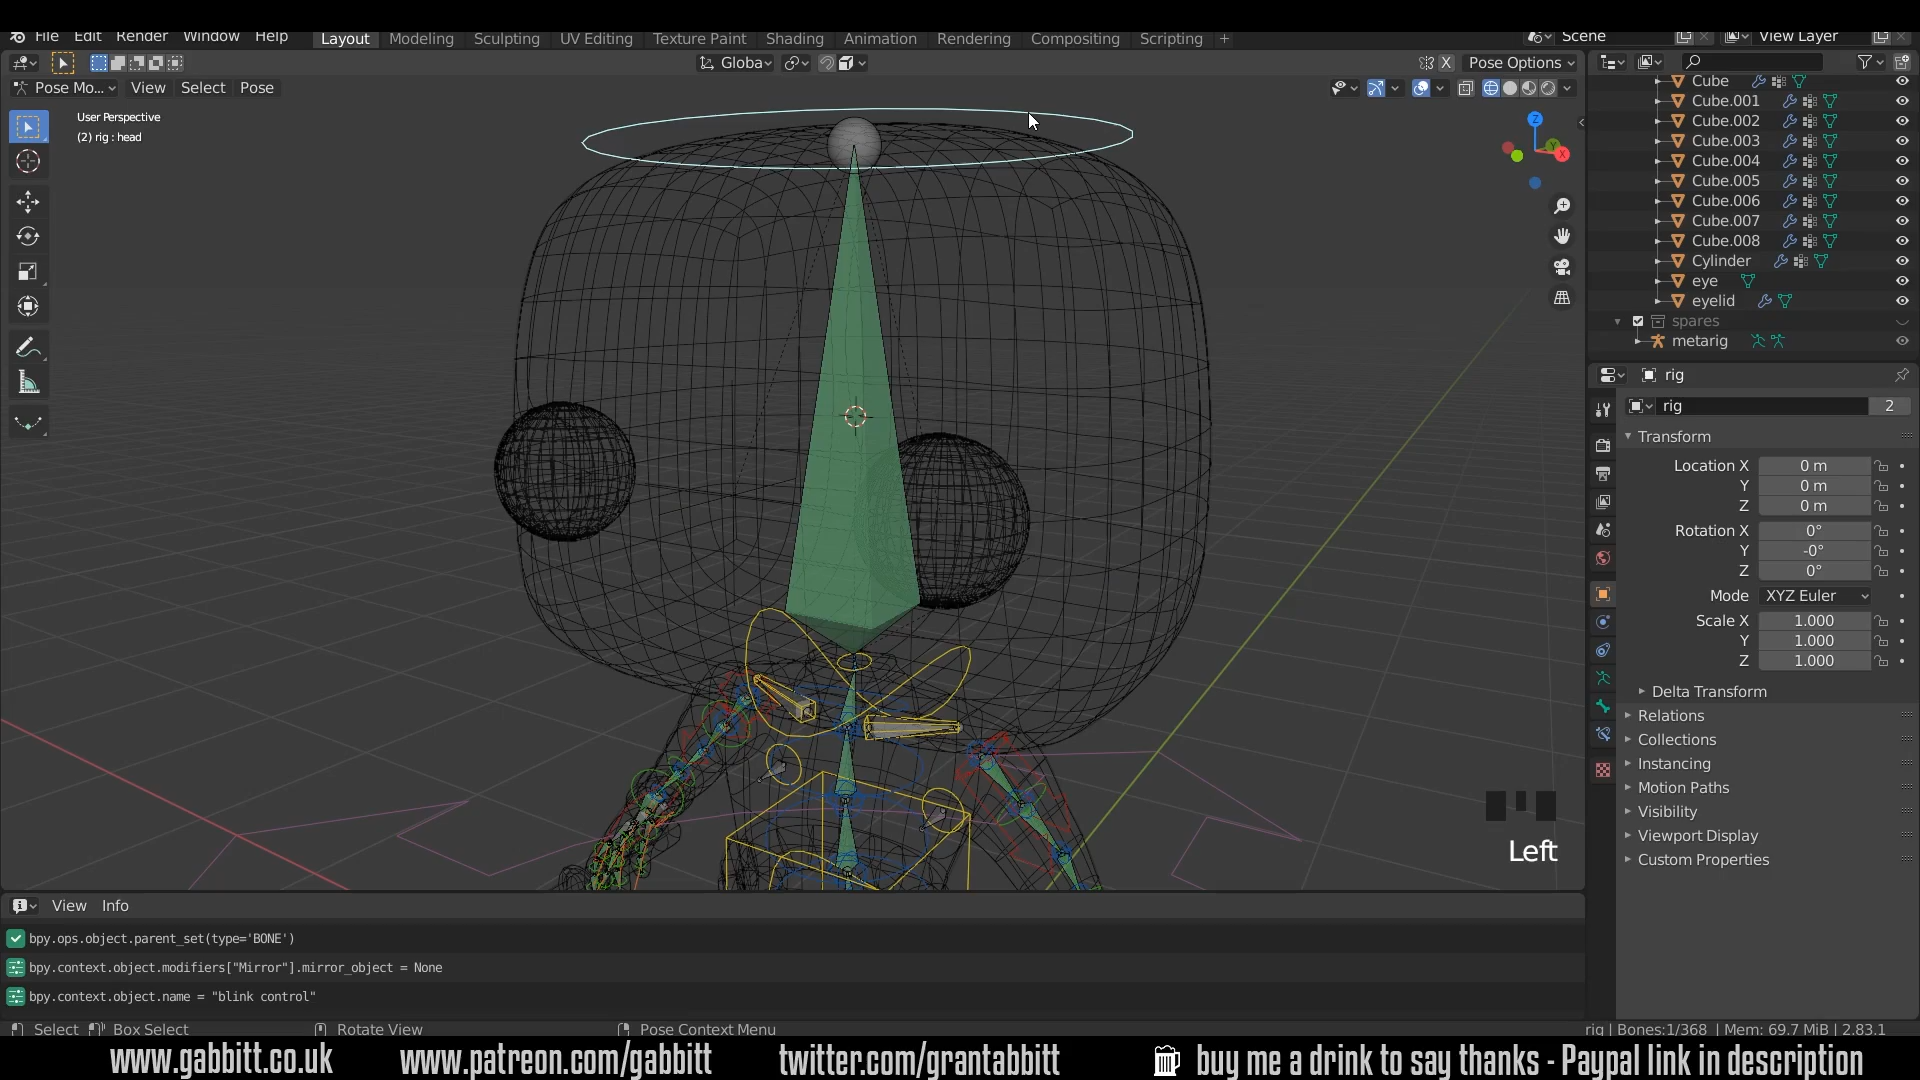 File Edit Render Window Help Layout Modeling Sculpting UV Editing Texture Paint Shading Animation Rendering Compositing Scripting + Scene View Layer
Globa X Pose Options
Pose Mo... View Select Pose
User Perspective
(2) rig : head
Z
Y
X
Cube
Cube.001
Cube.002
Cube.003
Cube.004
Cube.005
Cube.006
Cube.007
Cube.008
Cylinder
eye
eyelid
spares
metarig
rig
rig 2
Transform
Location X 0 m
Y 0 m
Z 0 m
Rotation X 0°
Y -0°
Z 0°
Mode XYZ Euler
Scale X 1.000
Y 1.000
Z 1.000
Delta Transform
Relations
Collections
Instancing
Motion Paths
Visibility
Viewport Display
Custom Properties
Left
View Info
bpy.ops.object.parent_set(type='BONE')
bpy.context.object.modifiers["Mirror"].mirror_object = None
bpy.context.object.name = "blink control"
Select Box Select Rotate View Pose Context Menu rig | Bones:1/368 | Mem: 69.7 MiB | 2.83.1
www.gabbitt.co.uk www.patreon.com/gabbitt twitter.com/grantabbitt buy me a drink to say thanks - Paypal link in description